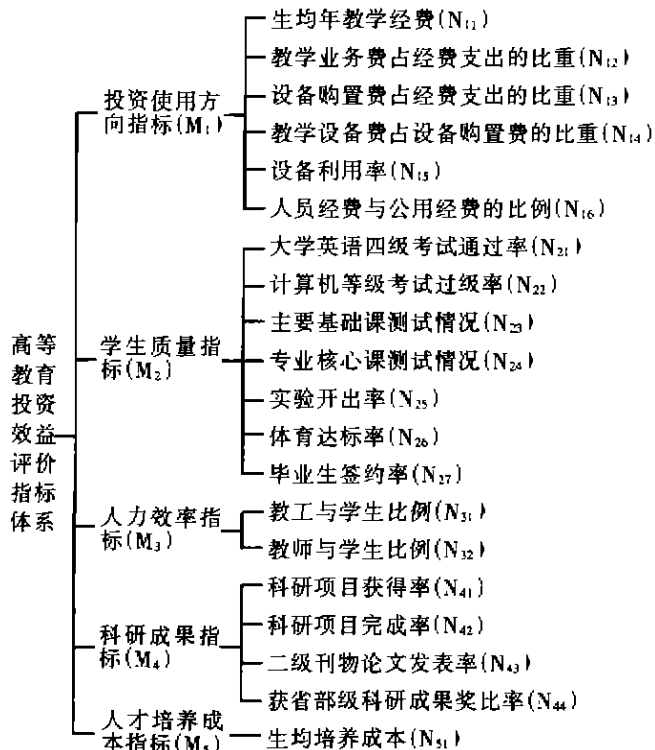 高等
教育
投资
效益
评价
指标
体系
投资使用方
向指标(M₁)
生均年教学经费(N₁₁)
教学业务费占经费支出的比重(N₁₂)
设备购置费占经费支出的比重(N₁₃)
教学设备费占设备购置费的比重(N₁₄)
设备利用率(N₁₅)
人员经费与公用经费的比例(N₁₆)
学生质量指
标(M₂)
大学英语四级考试通过率(N₂₁)
计算机等级考试过级率(N₂₂)
主要基础课测试情况(N₂₃)
专业核心课测试情况(N₂₄)
实验开出率(N₂₅)
体育达标率(N₂₆)
毕业生签约率(N₂₇)
人力效率指
标(M₃)
教工与学生比例(N₃₁)
教师与学生比例(N₃₂)
科研成果指
标(M₄)
科研项目获得率(N₄₁)
科研项目完成率(N₄₂)
二级刊物论文发表率(N₄₃)
获省部级科研成果奖比率(N₄₄)
人才培养成
本指标(M₅)
生均培养成本(N₅₁)